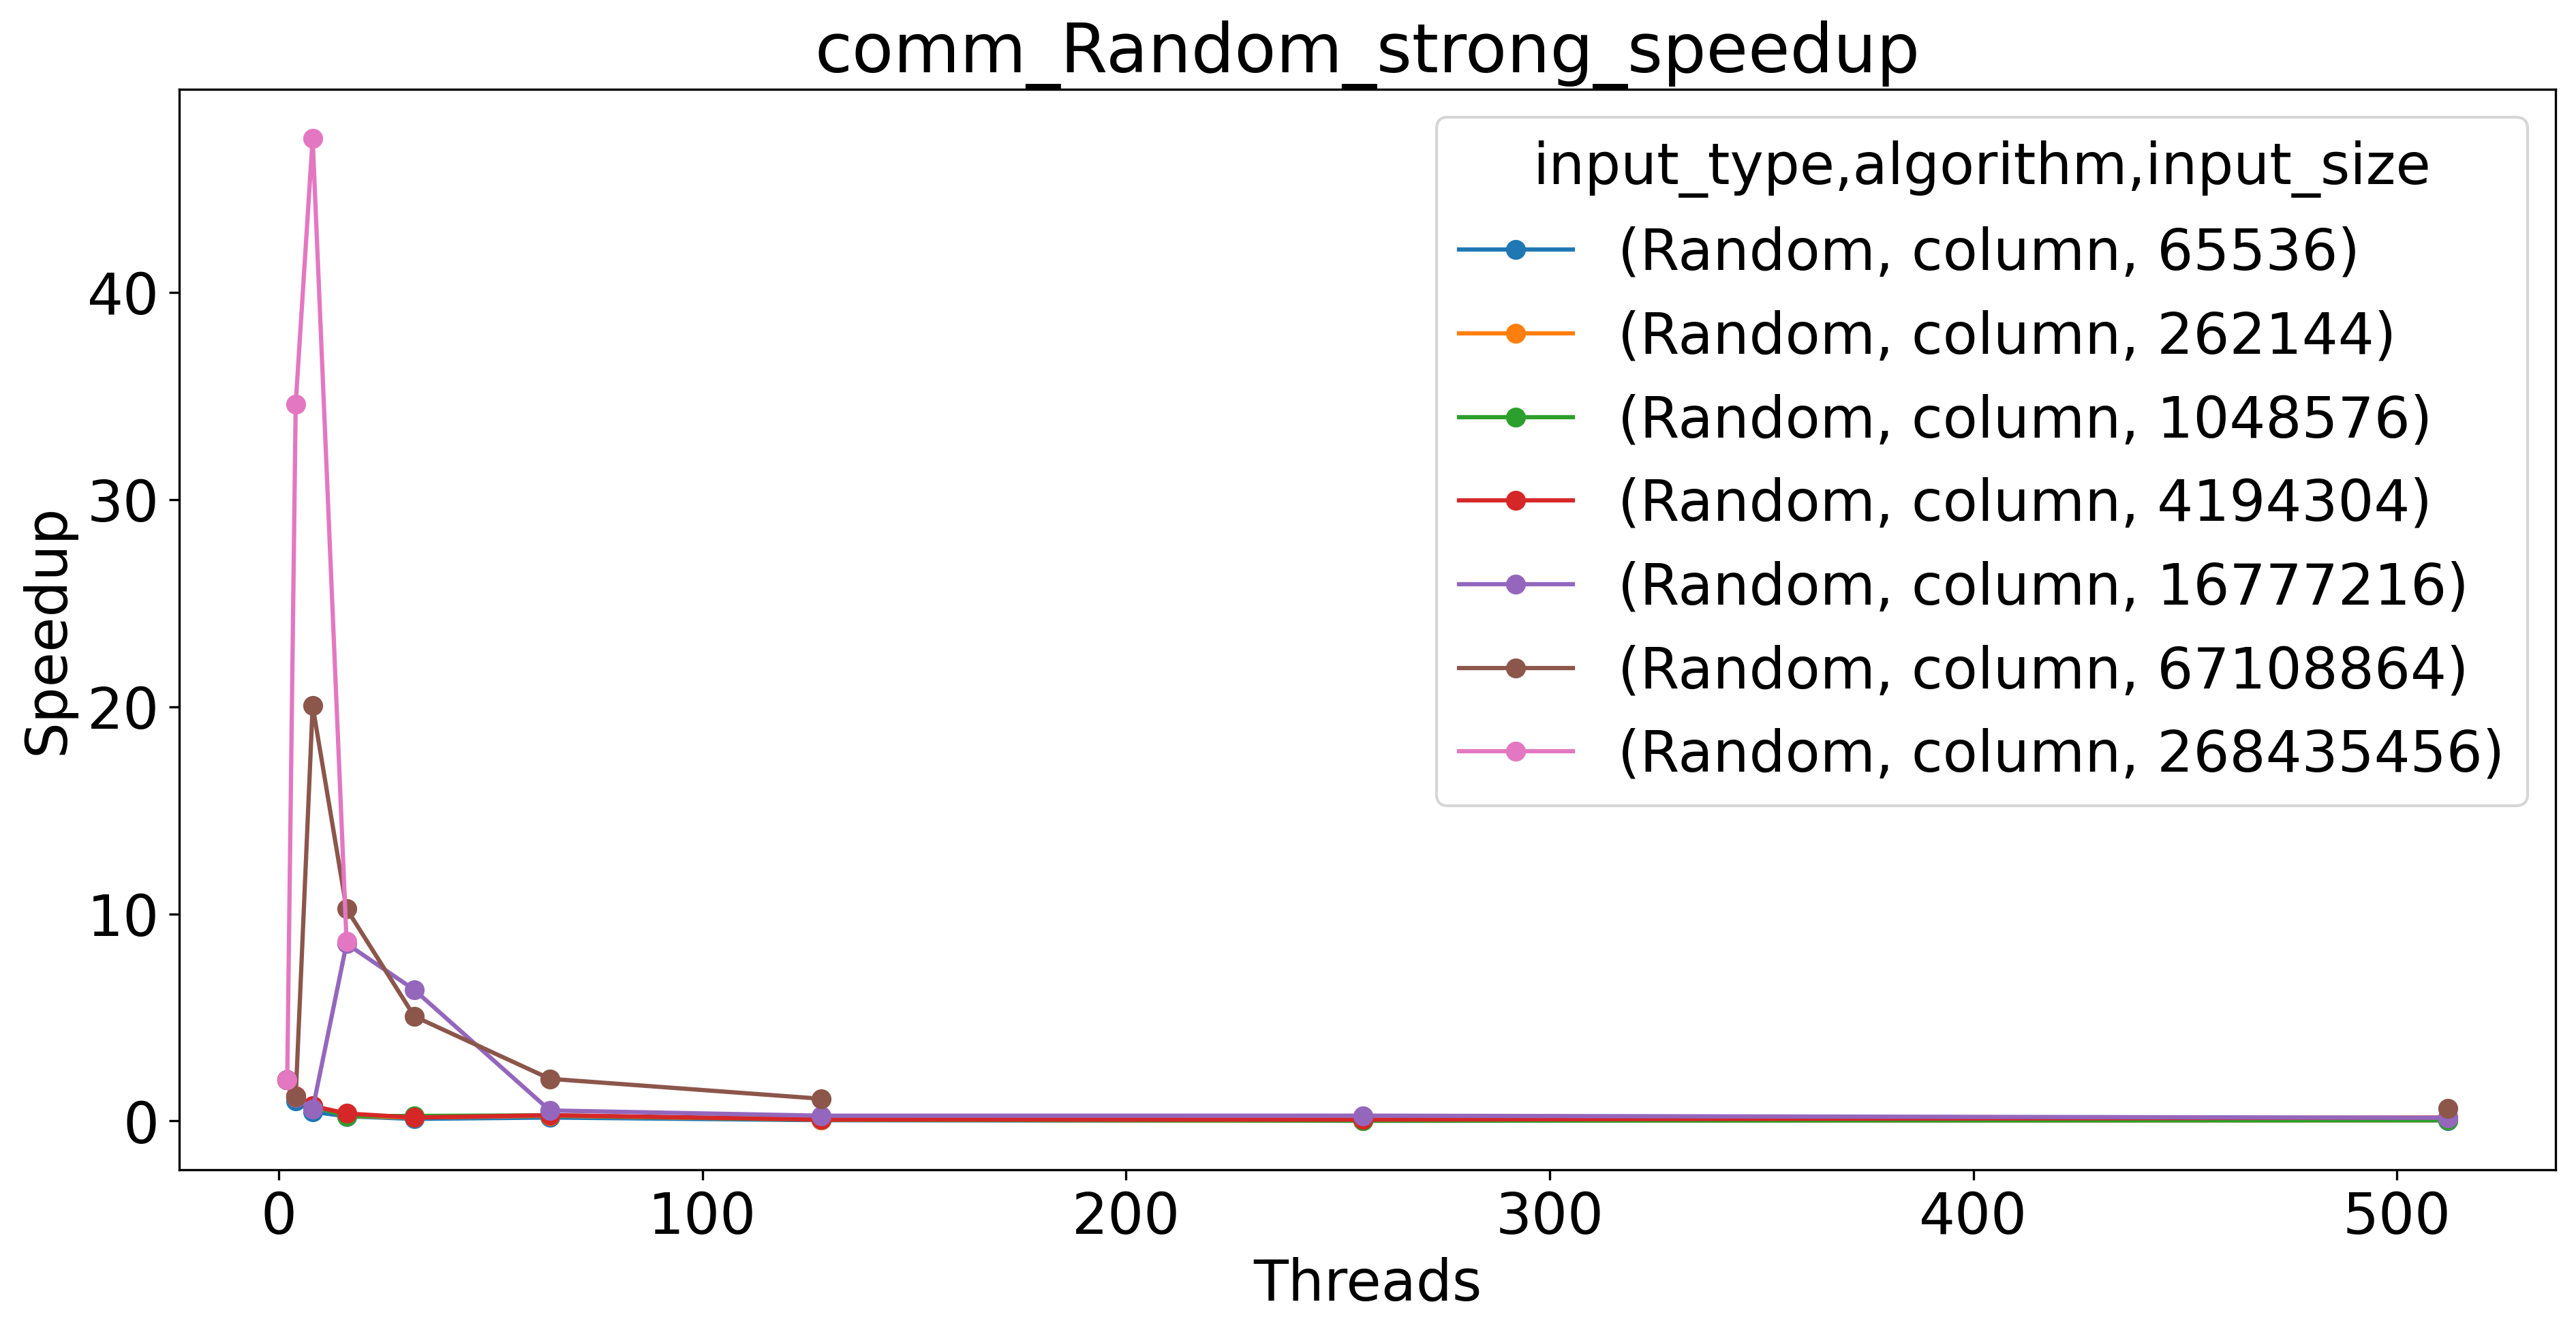 comm_Random_strong_speedup
input_type,algorithm,input_size
(Random, column, 65536)
(Random, column, 262144)
(Random, column, 1048576)
(Random, column, 4194304)
(Random, column, 16777216)
(Random, column, 67108864)
(Random, column, 268435456)
Speedup
40
30
20
10
0
0 100 200 300 400 500
Threads